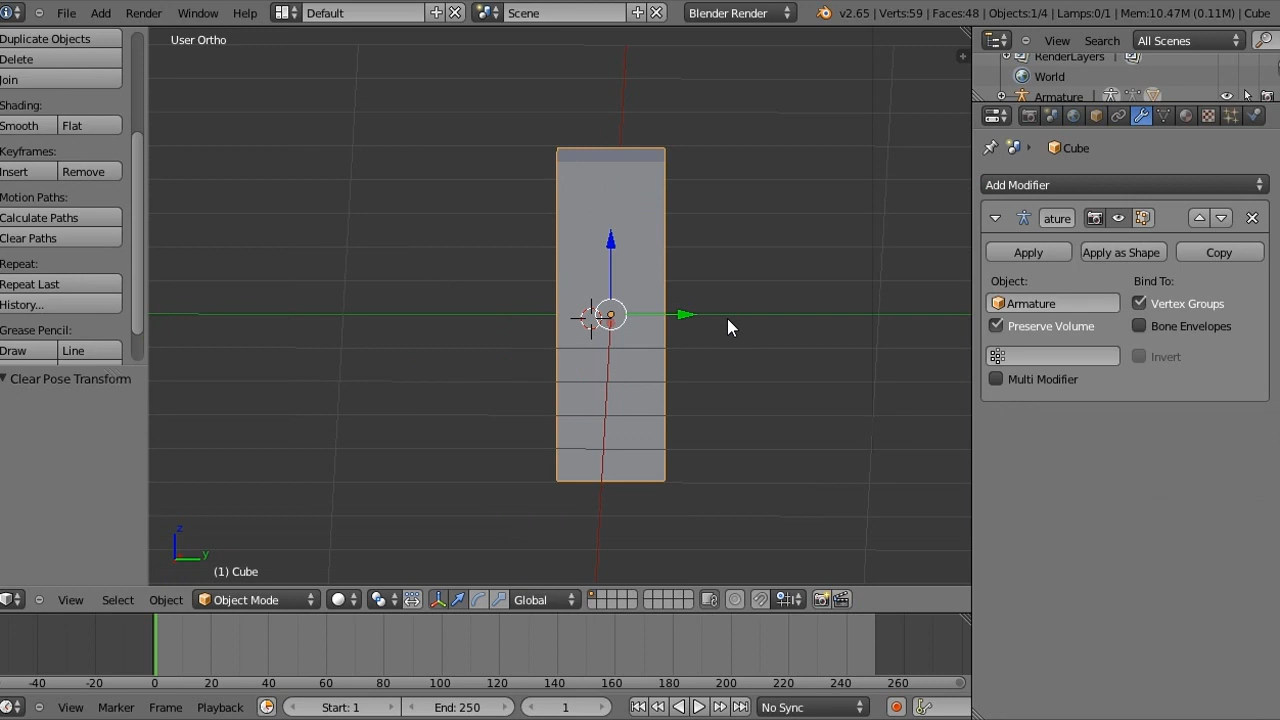 File Add Render Window Help Default Scene Blender Render v2.65 | Verts:59 | Faces:48 | Objects:1/4 | Lamps:0/1 | Mem:10.47M (0.11M) | Cube
Duplicate Objects
Delete
Join
Shading:
Smooth Flat
Keyframes:
Insert Remove
Motion Paths:
Calculate Paths
Clear Paths
Repeat:
Repeat Last
History...
Grease Pencil:
Draw Line
Clear Pose Transform
User Ortho
z
y
(1) Cube
View Select Object Object Mode Global
-40 -20 0 20 40 60 80 100 120 140 160 180 200 220 240 260
View Marker Frame Playback Start: 1 End: 250 1 No Sync
View Search All Scenes
RenderLayers
World
Armature
Cube
Add Modifier
ature
Apply Apply as Shape Copy
Object: Bind To:
Armature Vertex Groups
Preserve Volume Bone Envelopes
Invert
Multi Modifier